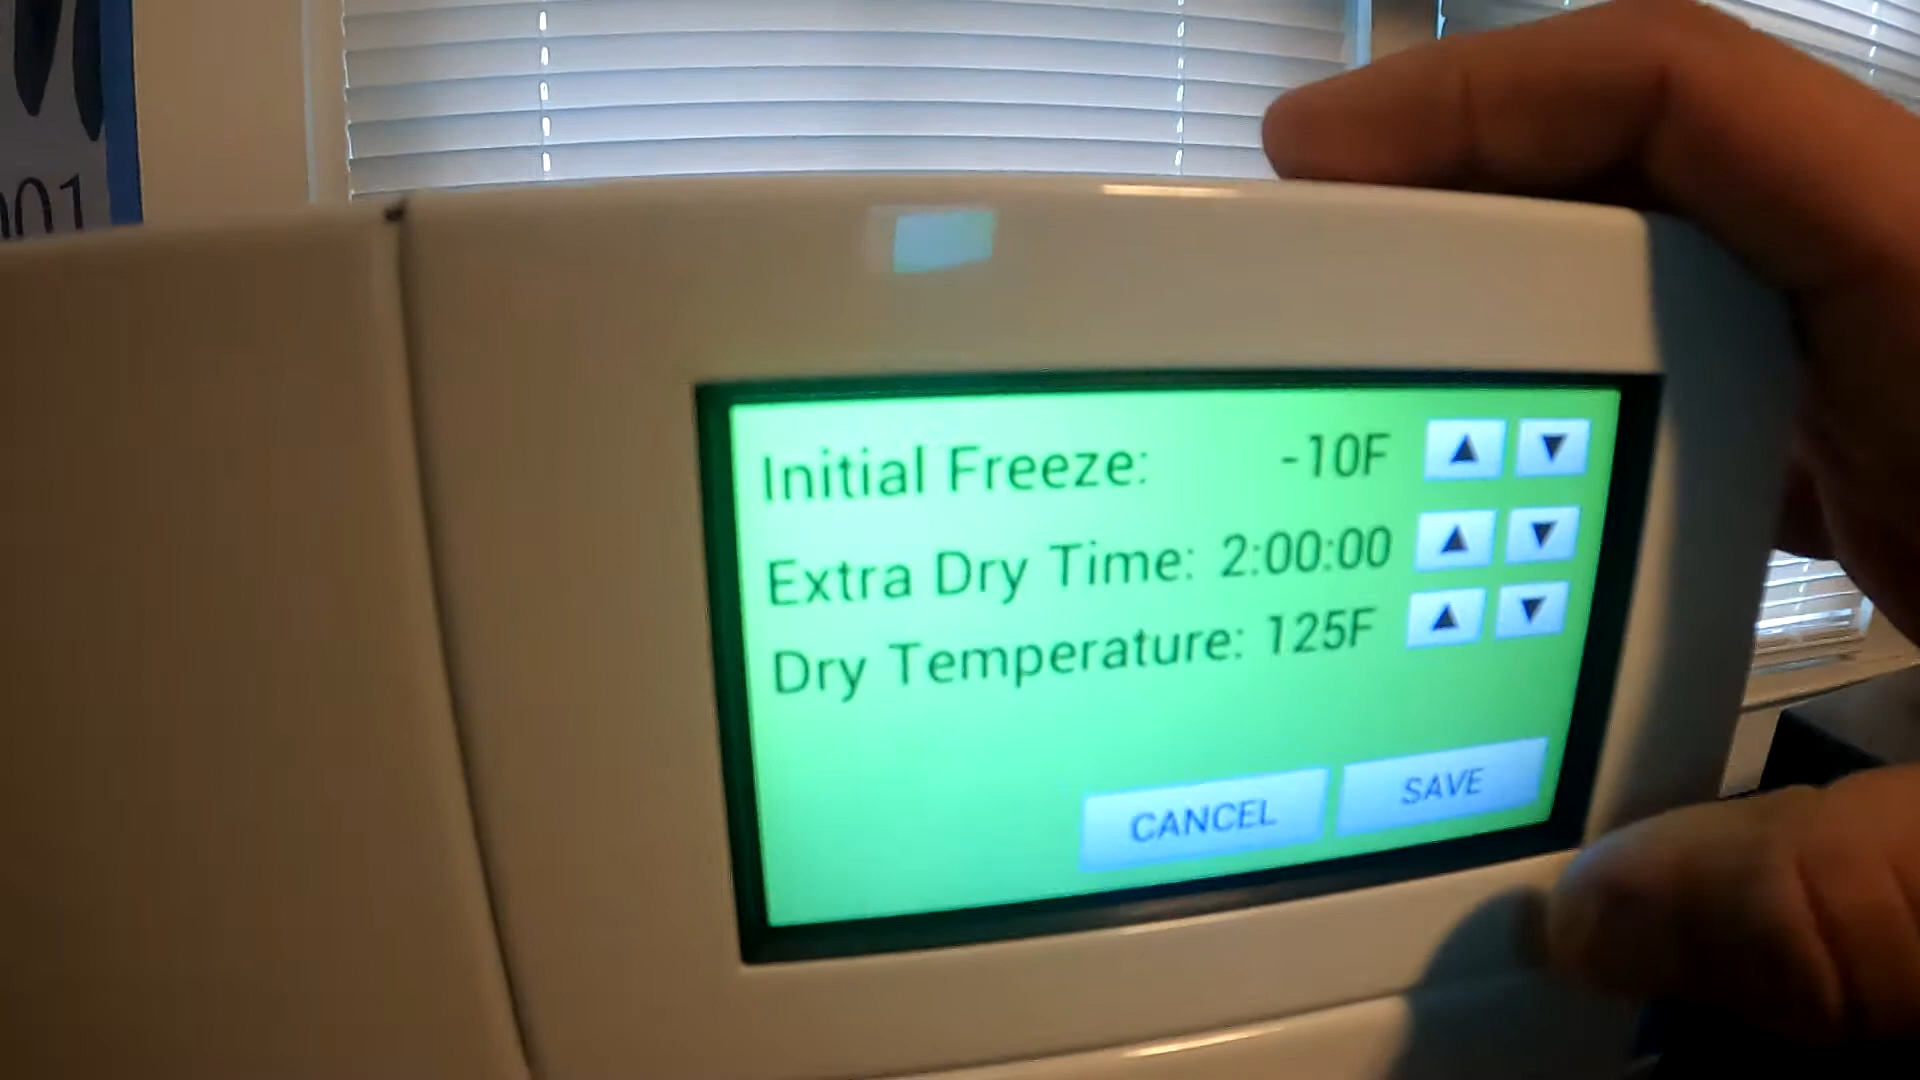 Initial Freeze: -10F ▲ ▼
Extra Dry Time: 2:00:00 ▲ ▼
Dry Temperature: 125F ▲ ▼
CANCEL SAVE